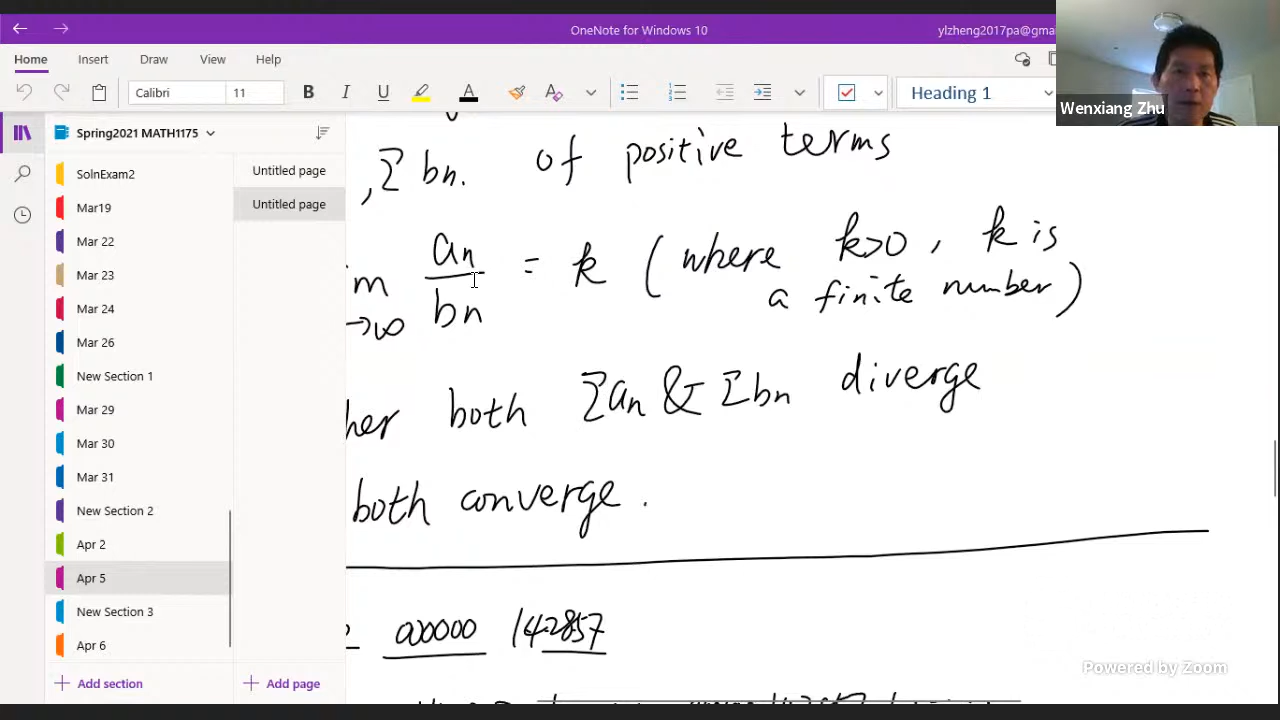 OneNote for Windows 10
ylzheng2017pa@gma
Home Insert Draw View Help
Calibri 11 B I U A Heading 1
Wenxiang Zhu
Spring2021 MATH1175
SolnExam2
Mar19
Mar 22
Mar 23
Mar 24
Mar 26
New Section 1
Mar 29
Mar 30
Mar 31
New Section 2
Apr 2
Apr 5
New Section 3
Apr 6
+ Add section
Untitled page
Untitled page
+ Add page
, Σ bn. of positive terms
im an/bn = k (where k>0, k is
→∞ a finite number)
her both Σan & Σbn diverge
both converge.
000000 142857
Powered by Zoom